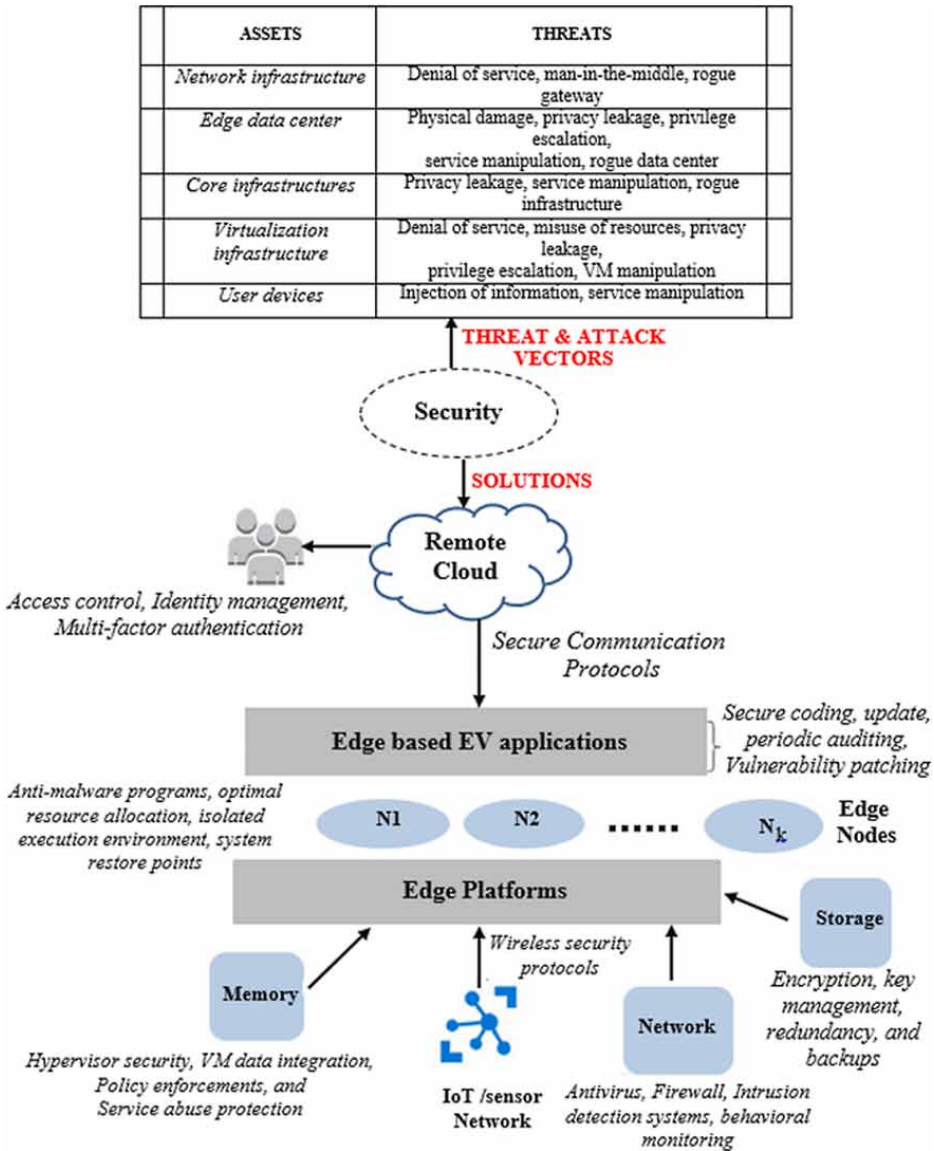 ASSETS THREATS
Network infrastructure Denial of service, man-in-the-middle, rogue
gateway
Edge data center Physical damage, privacy leakage, privilege
escalation,
service manipulation, rogue data center
Core infrastructures Privacy leakage, service manipulation, rogue
infrastructure
Virtualization Denial of service, misuse of resources, privacy
infrastructure leakage,
privilege escalation, VM manipulation
User devices Injection of information, service manipulation
THREAT & ATTACK
VECTORS
Security
SOLUTIONS
Remote
Cloud
Access control, Identity management,
Multi-factor authentication
Secure Communication
Protocols
Edge based EV applications
Secure coding, update,
periodic auditing,
Vulnerability patching
Anti-malware programs, optimal
resource allocation, isolated
execution environment, system
restore points
N1
N2
......
Nk
Edge
Nodes
Edge Platforms
Storage
Encryption, key
management,
redundancy, and
backups
Wireless security
protocols
Memory
Hypervisor security, VM data integration,
Policy enforcements, and
Service abuse protection
IoT /sensor
Network
Network
Antivirus, Firewall, Intrusion
detection systems, behavioral
monitoring